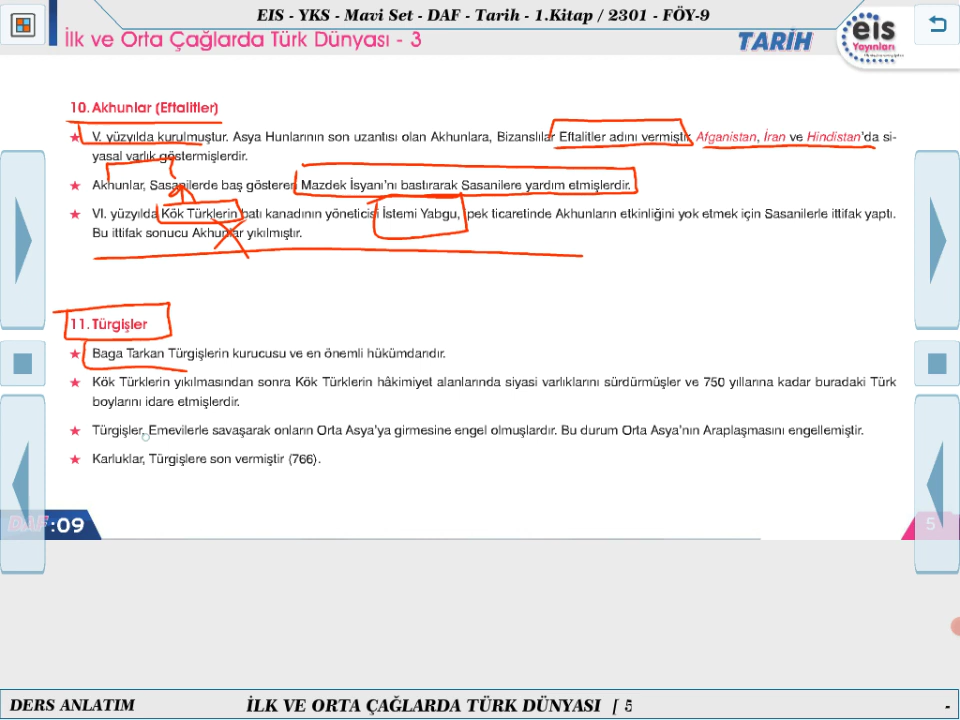 EIS - YKS - Mavi Set - DAF - Tarih - 1.Kitap / 2301 - FÖY-9
İlk ve Orta Çağlarda Türk Dünyası - 3
TARİH
eis
Yayınları
10. Akhunlar (Eftalitler)
★ V. yüzyılda kurulmuştur. Asya Hunlarının son uzantısı olan Akhunlara, Bizanslılar Eftalitler adını vermiştir. Afganistan, İran ve Hindistan'da si-
yasal varlık göstermişlerdir.
★ Akhunlar, Sasanilerde baş gösteren Mazdek İsyanı'nı bastırarak Sasanilere yardım etmişlerdir.
★ VI. yüzyılda Kök Türklerin batı kanadının yöneticisi İstemi Yabgu, ipek ticaretinde Akhunların etkinliğini yok etmek için Sasanilerle ittifak yaptı.
Bu ittifak sonucu Akhunlar yıkılmıştır.
11. Türgişler
★ Baga Tarkan Türgişlerin kurucusu ve en önemli hükümdarıdır.
★ Kök Türklerin yıkılmasından sonra Kök Türklerin hâkimiyet alanlarında siyasi varlıklarını sürdürmüşler ve 750 yıllarına kadar buradaki Türk
boylarını idare etmişlerdir.
★ Türgişler, Emevilerle savaşarak onların Orta Asya'ya girmesine engel olmuşlardır. Bu durum Orta Asya'nın Araplaşmasını engellemiştir.
★ Karluklar, Türgişlere son vermiştir (766).
DAF:09
5
DERS ANLATIM
İLK VE ORTA ÇAĞLARDA TÜRK DÜNYASI [ 5
-